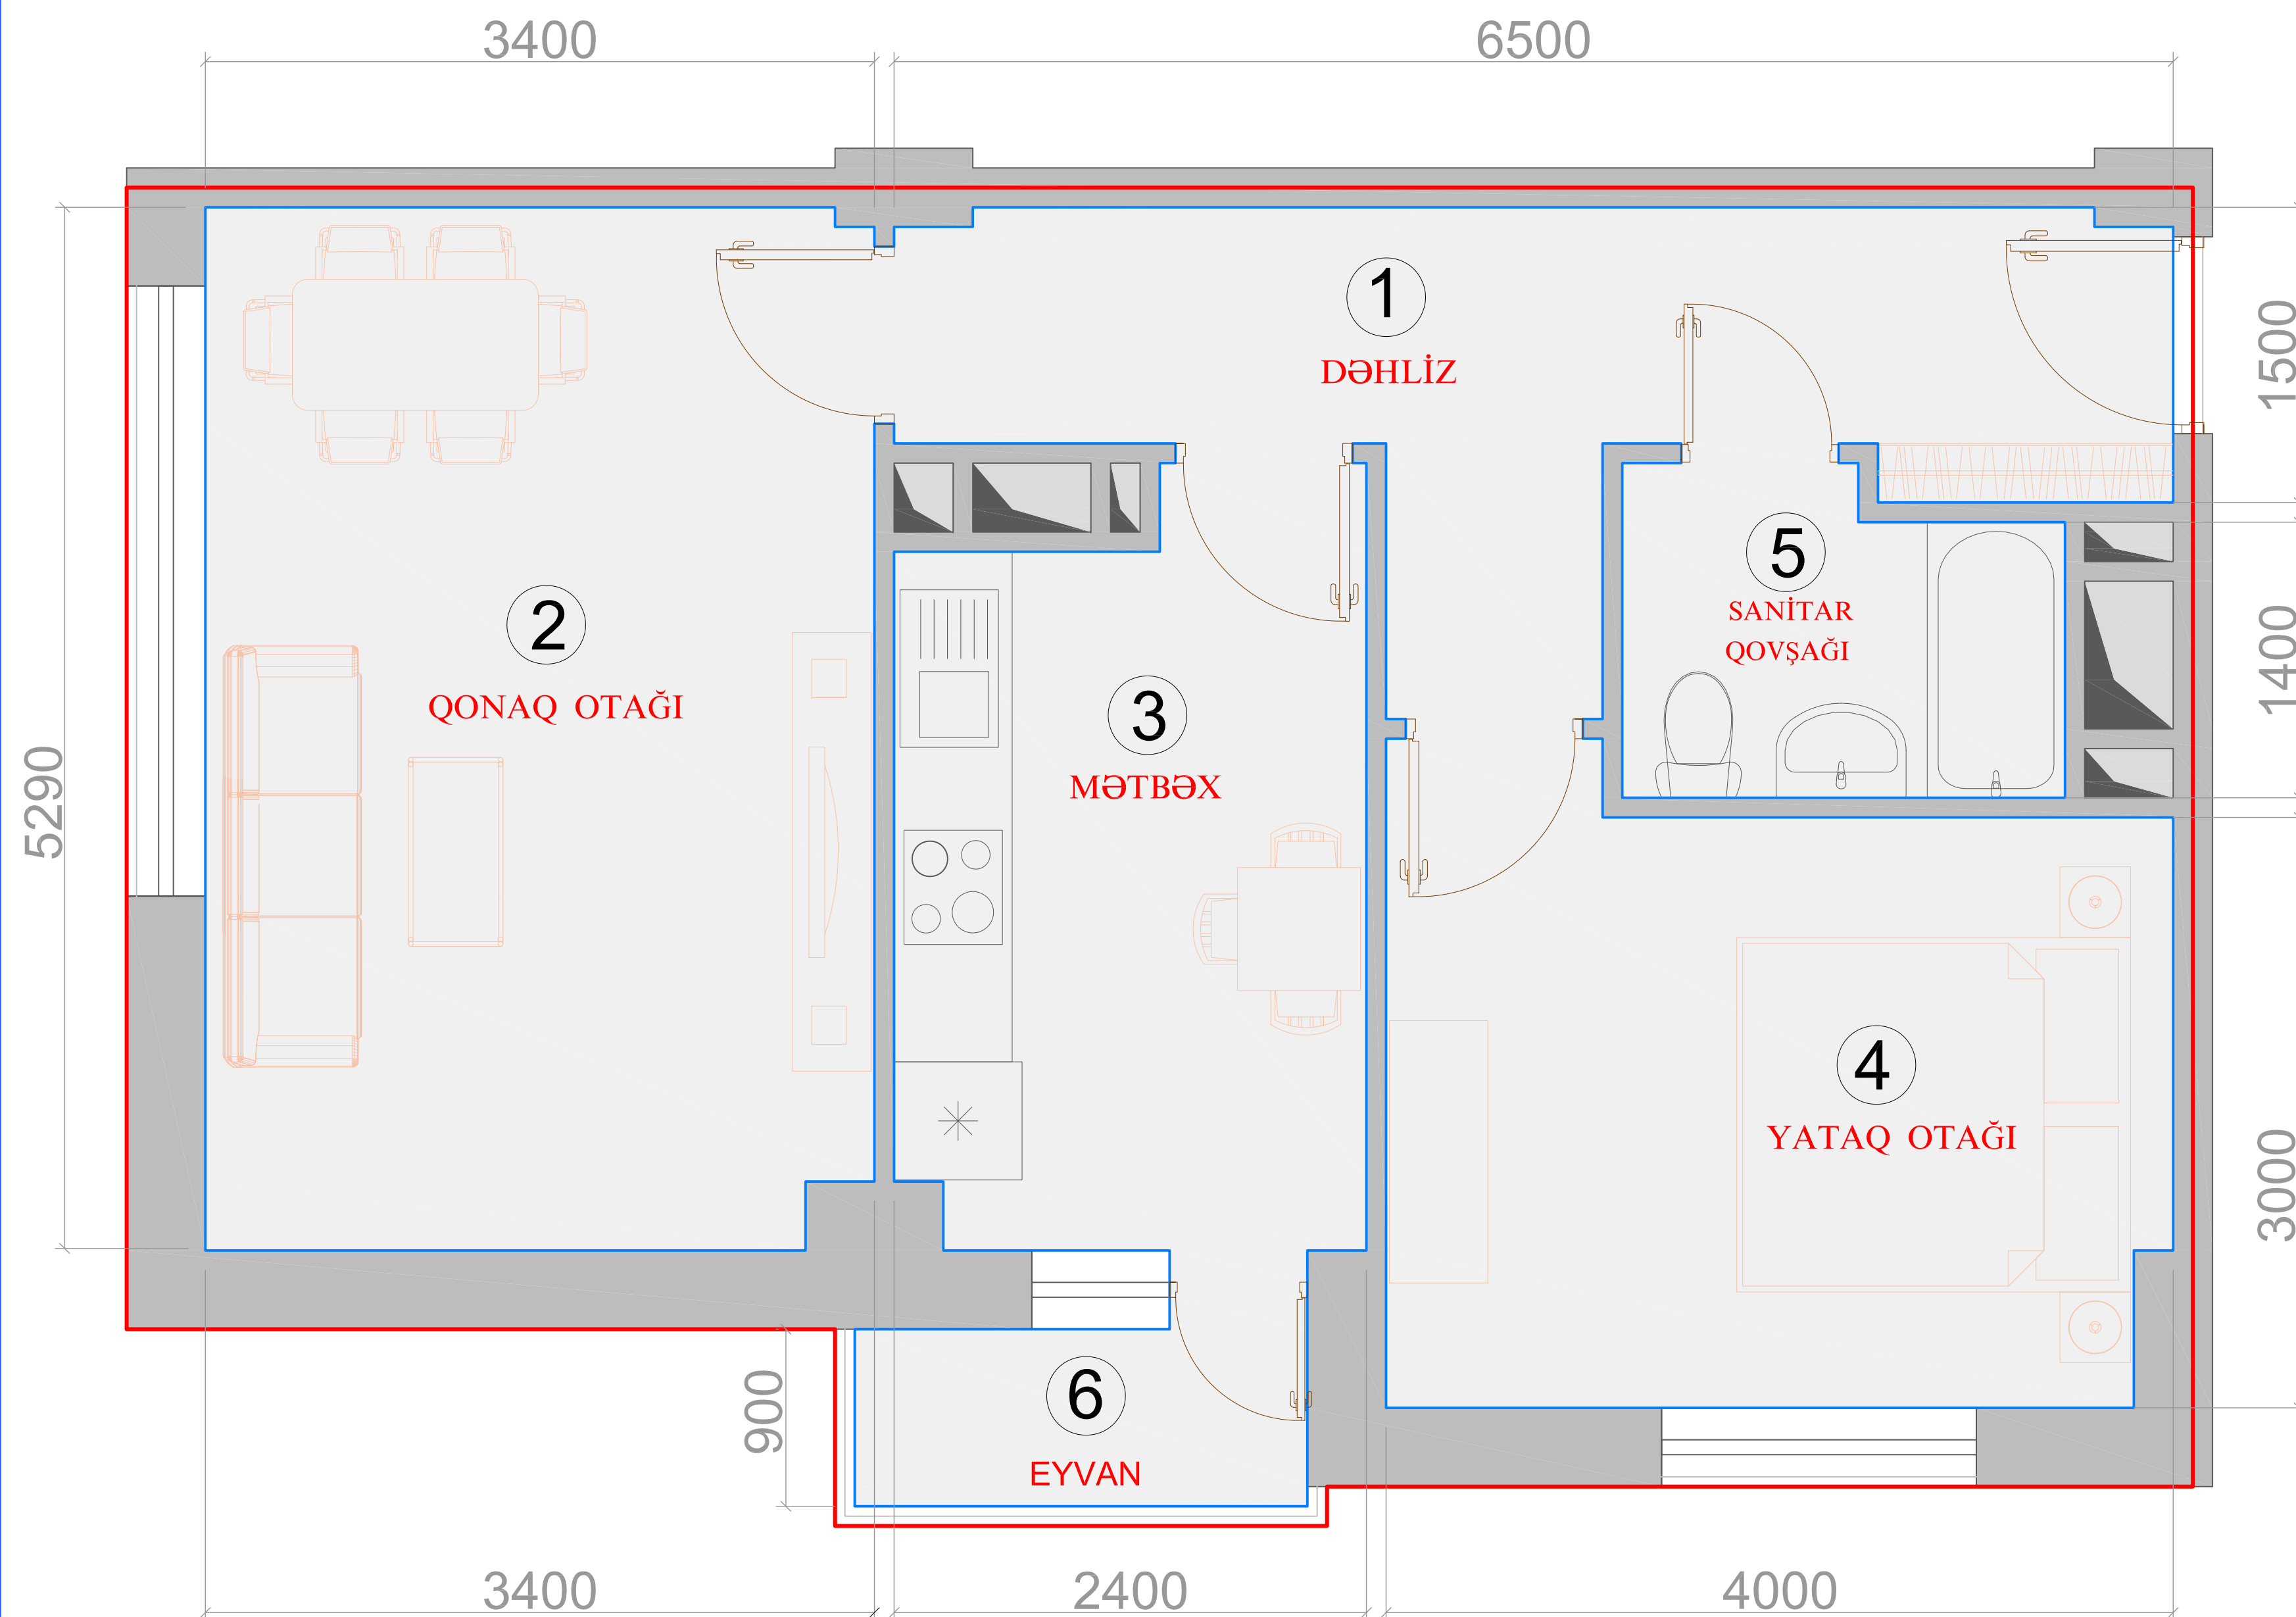 3400
6500
1
DƏHLİZ
1500
5
SANİTAR
QOVŞAĞI
1400
2
QONAQ OTAĞI
3
MƏTBƏX
5290
4
YATAQ OTAĞI
3000
900
6
EYVAN
3400
2400
4000